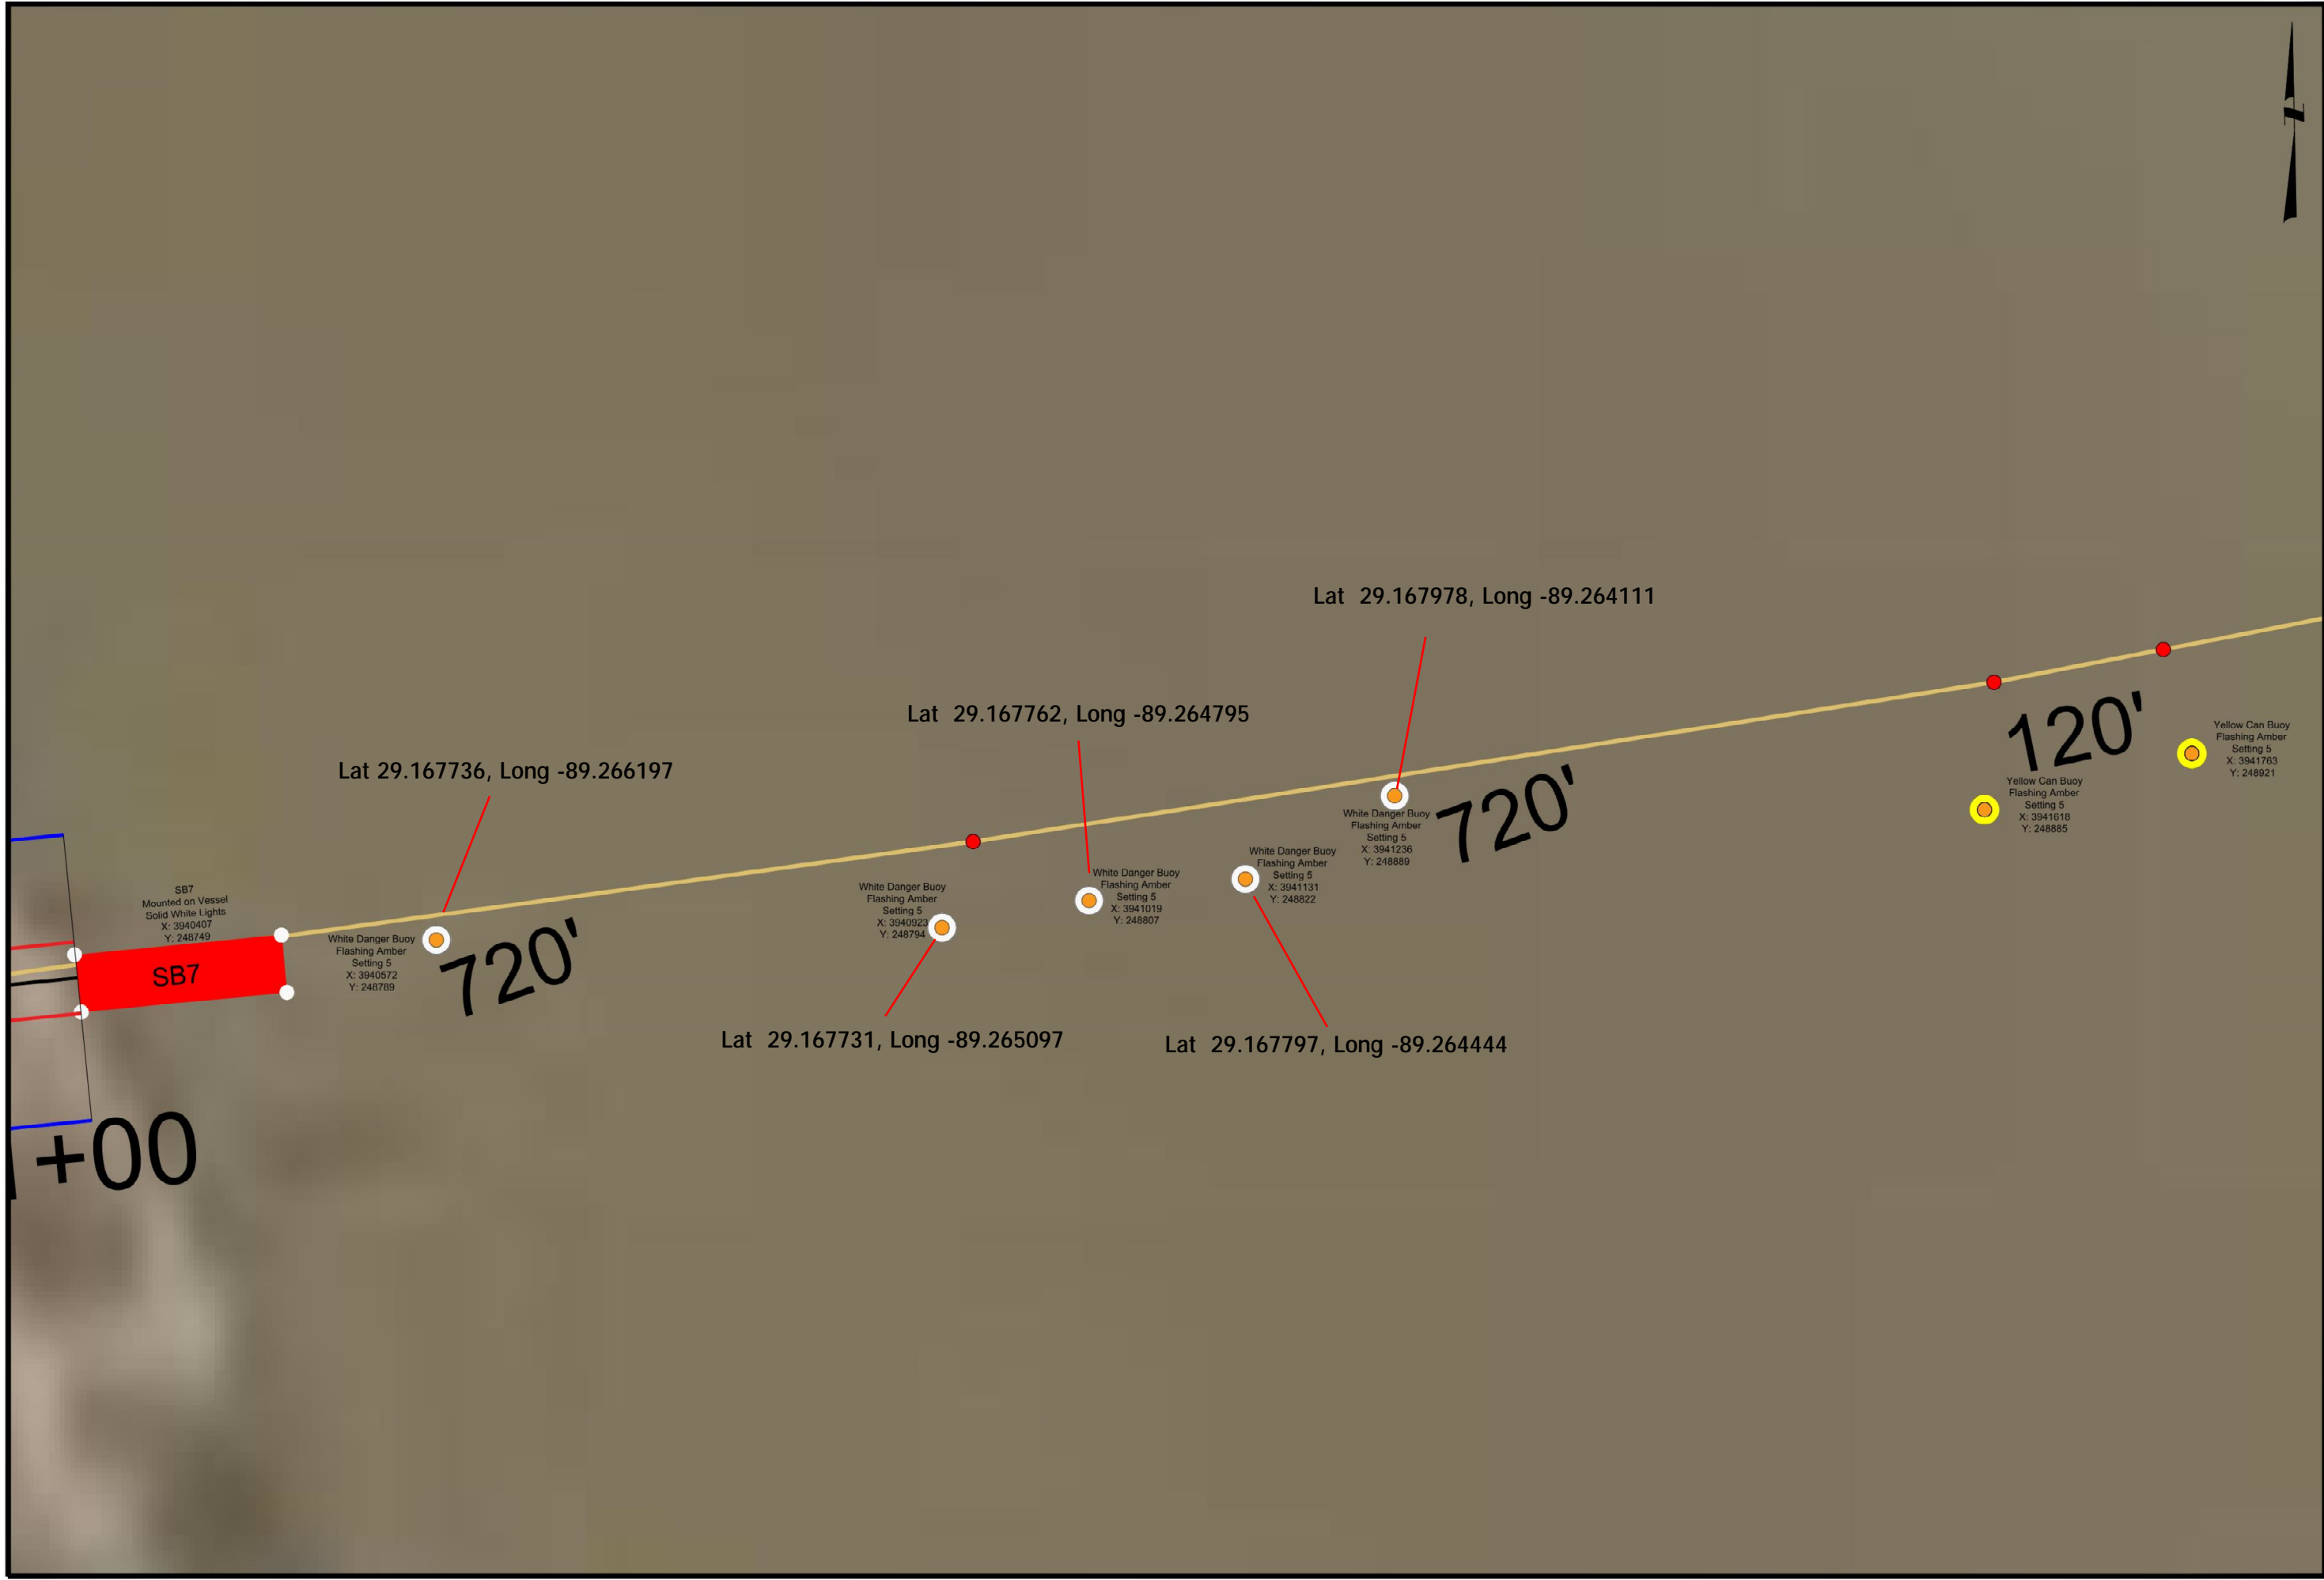 Lat  29.167978, Long -89.264111
Lat  29.167762, Long -89.264795
Lat 29.167736, Long -89.266197
120'
Yellow Can Buoy
Flashing Amber
Setting 5
X: 3941763
Y: 248921
Yellow Can Buoy
Flashing Amber
Setting 5
X: 3941618
Y: 248885
720'
White Danger Buoy
Flashing Amber
Setting 5
X: 3941236
Y: 248889
White Danger Buoy
Flashing Amber
Setting 5
X: 3941131
Y: 248822
White Danger Buoy
Flashing Amber
Setting 5
X: 3941019
Y: 248807
White Danger Buoy
Flashing Amber
Setting 5
X: 3940923
Y: 248794
SB7
Mounted on Vessel
Solid White Lights
X: 3940407
Y: 248749
SB7
White Danger Buoy
Flashing Amber
Setting 5
X: 3940572
Y: 248789
720'
Lat  29.167731, Long -89.265097
Lat  29.167797, Long -89.264444
+00